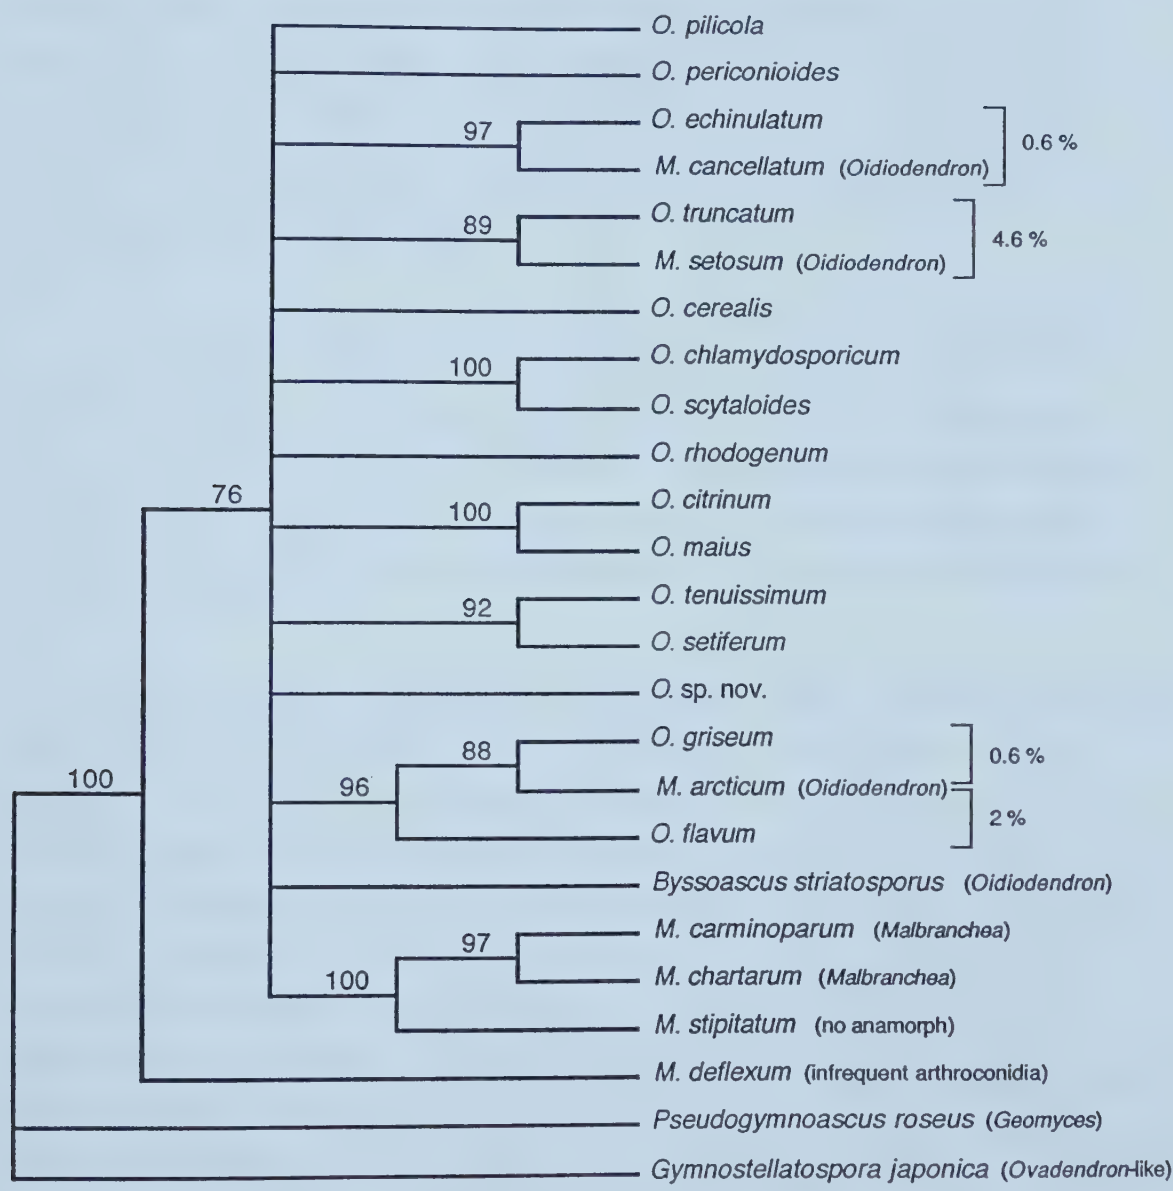 O. pilicola
O. periconioides
97 O. echinulatum
0.6 %
M. cancellatum (Oidiodendron)
89 O. truncatum
4.6 %
M. setosum (Oidiodendron)
O. cerealis
100 O. chlamydosporicum
O. scytaloides
O. rhodogenum
76
100 O. citrinum
O. maius
92 O. tenuissimum
O. setiferum
O. sp. nov.
88 O. griseum
0.6 %
100
96 M. arcticum (Oidiodendron)
2 %
O. flavum
Byssoascus striatosporus (Oidiodendron)
97 M. carminoparum (Malbranchea)
100 M. chartarum (Malbranchea)
M. stipitatum (no anamorph)
M. deflexum (infrequent arthroconidia)
Pseudogymnoascus roseus (Geomyces)
Gymnostellatospora japonica (Ovadendron-like)